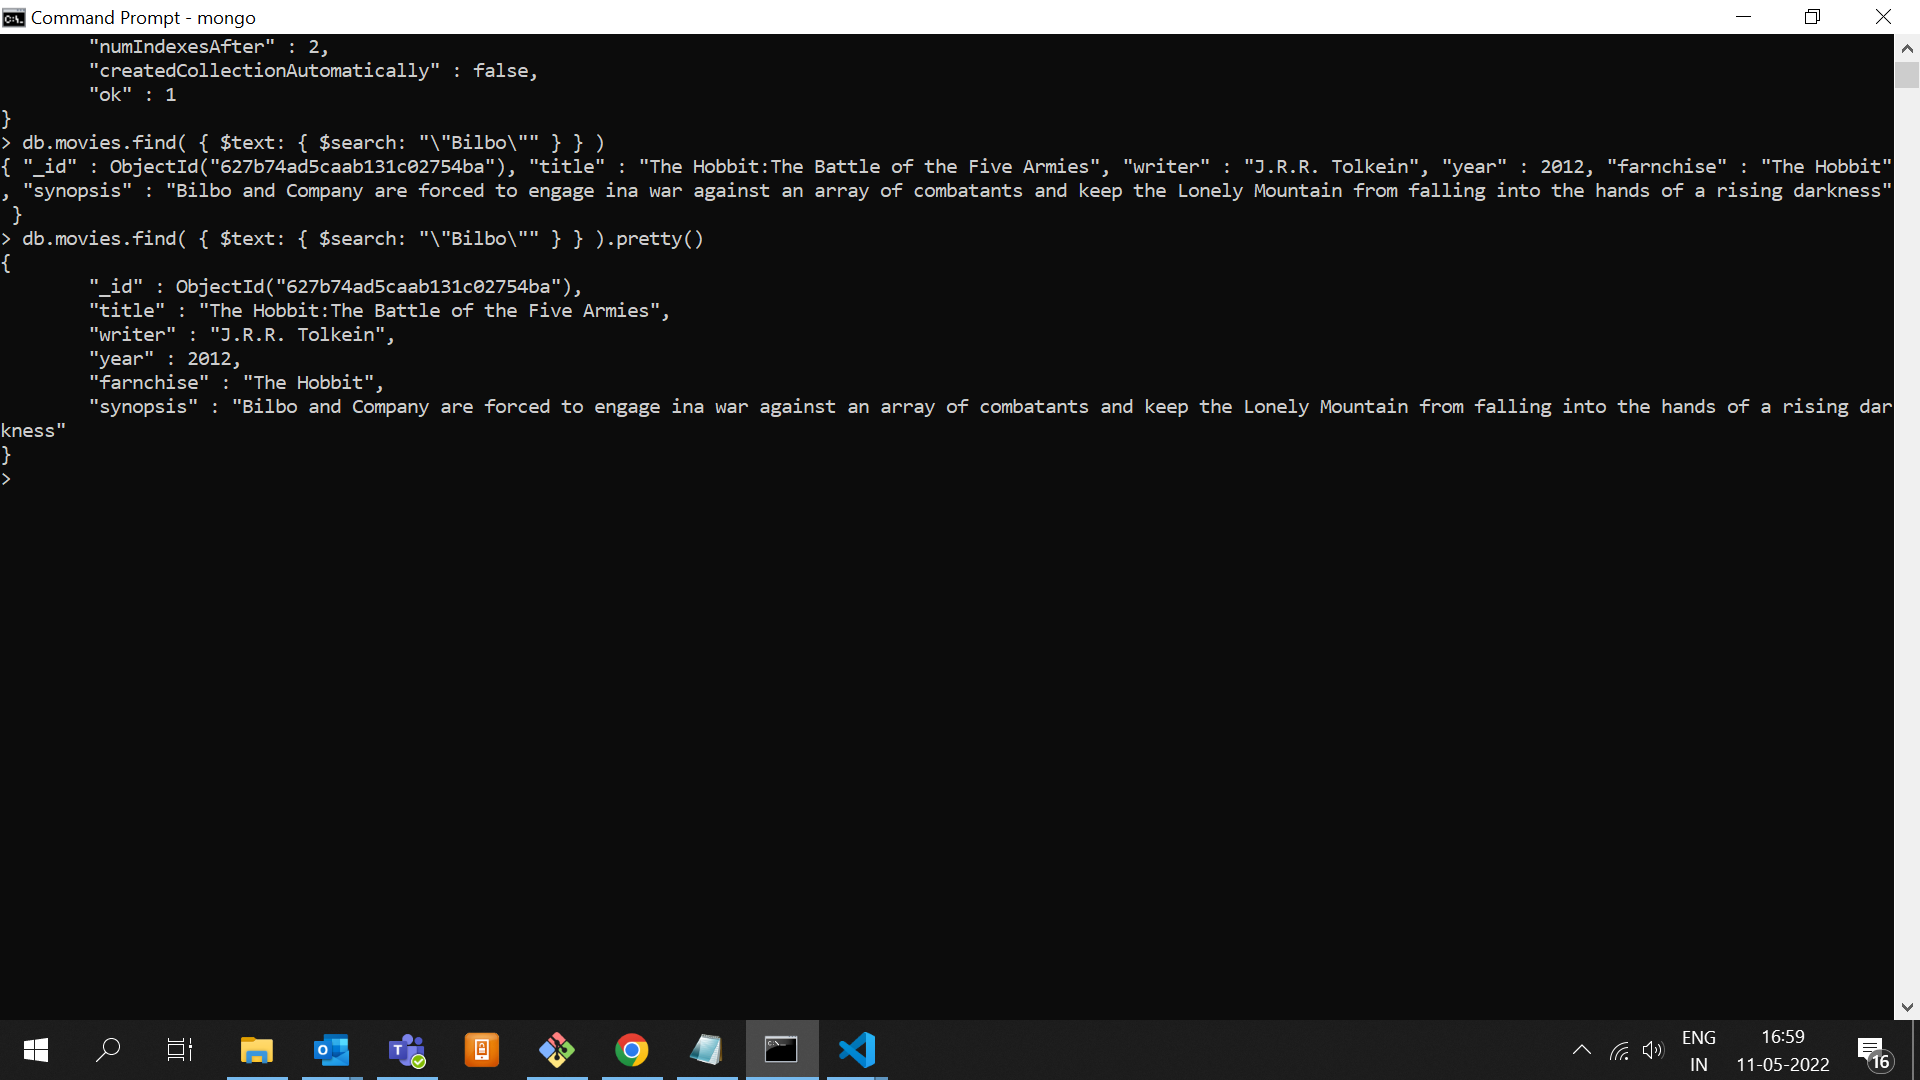 Command Prompt - mongo
"numIndexesAfter" : 2,
"createdCollectionAutomatically" : false,
"ok" : 1
}
> db.movies.find( { $text: { $search: "\"Bilbo\"" } } )
{ "_id" : ObjectId("627b74ad5caab131c02754ba"), "title" : "The Hobbit:The Battle of the Five Armies", "writer" : "J.R.R. Tolkein", "year" : 2012, "farnchise" : "The Hobbit"
, "synopsis" : "Bilbo and Company are forced to engage ina war against an array of combatants and keep the Lonely Mountain from falling into the hands of a rising darkness"
}
> db.movies.find( { $text: { $search: "\"Bilbo\"" } } ).pretty()
{
"_id" : ObjectId("627b74ad5caab131c02754ba"),
"title" : "The Hobbit:The Battle of the Five Armies",
"writer" : "J.R.R. Tolkein",
"year" : 2012,
"farnchise" : "The Hobbit",
"synopsis" : "Bilbo and Company are forced to engage ina war against an array of combatants and keep the Lonely Mountain from falling into the hands of a rising dar
kness"
}
>
ENG
IN
16:59
11-05-2022
16